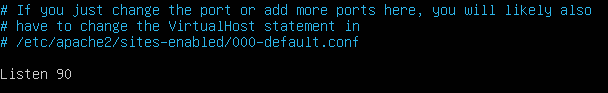 # If you just change the port or add more ports here, you will likely also
# have to change the VirtualHost statement in
# /etc/apache2/sites-enabled/000-default.conf
Listen 90